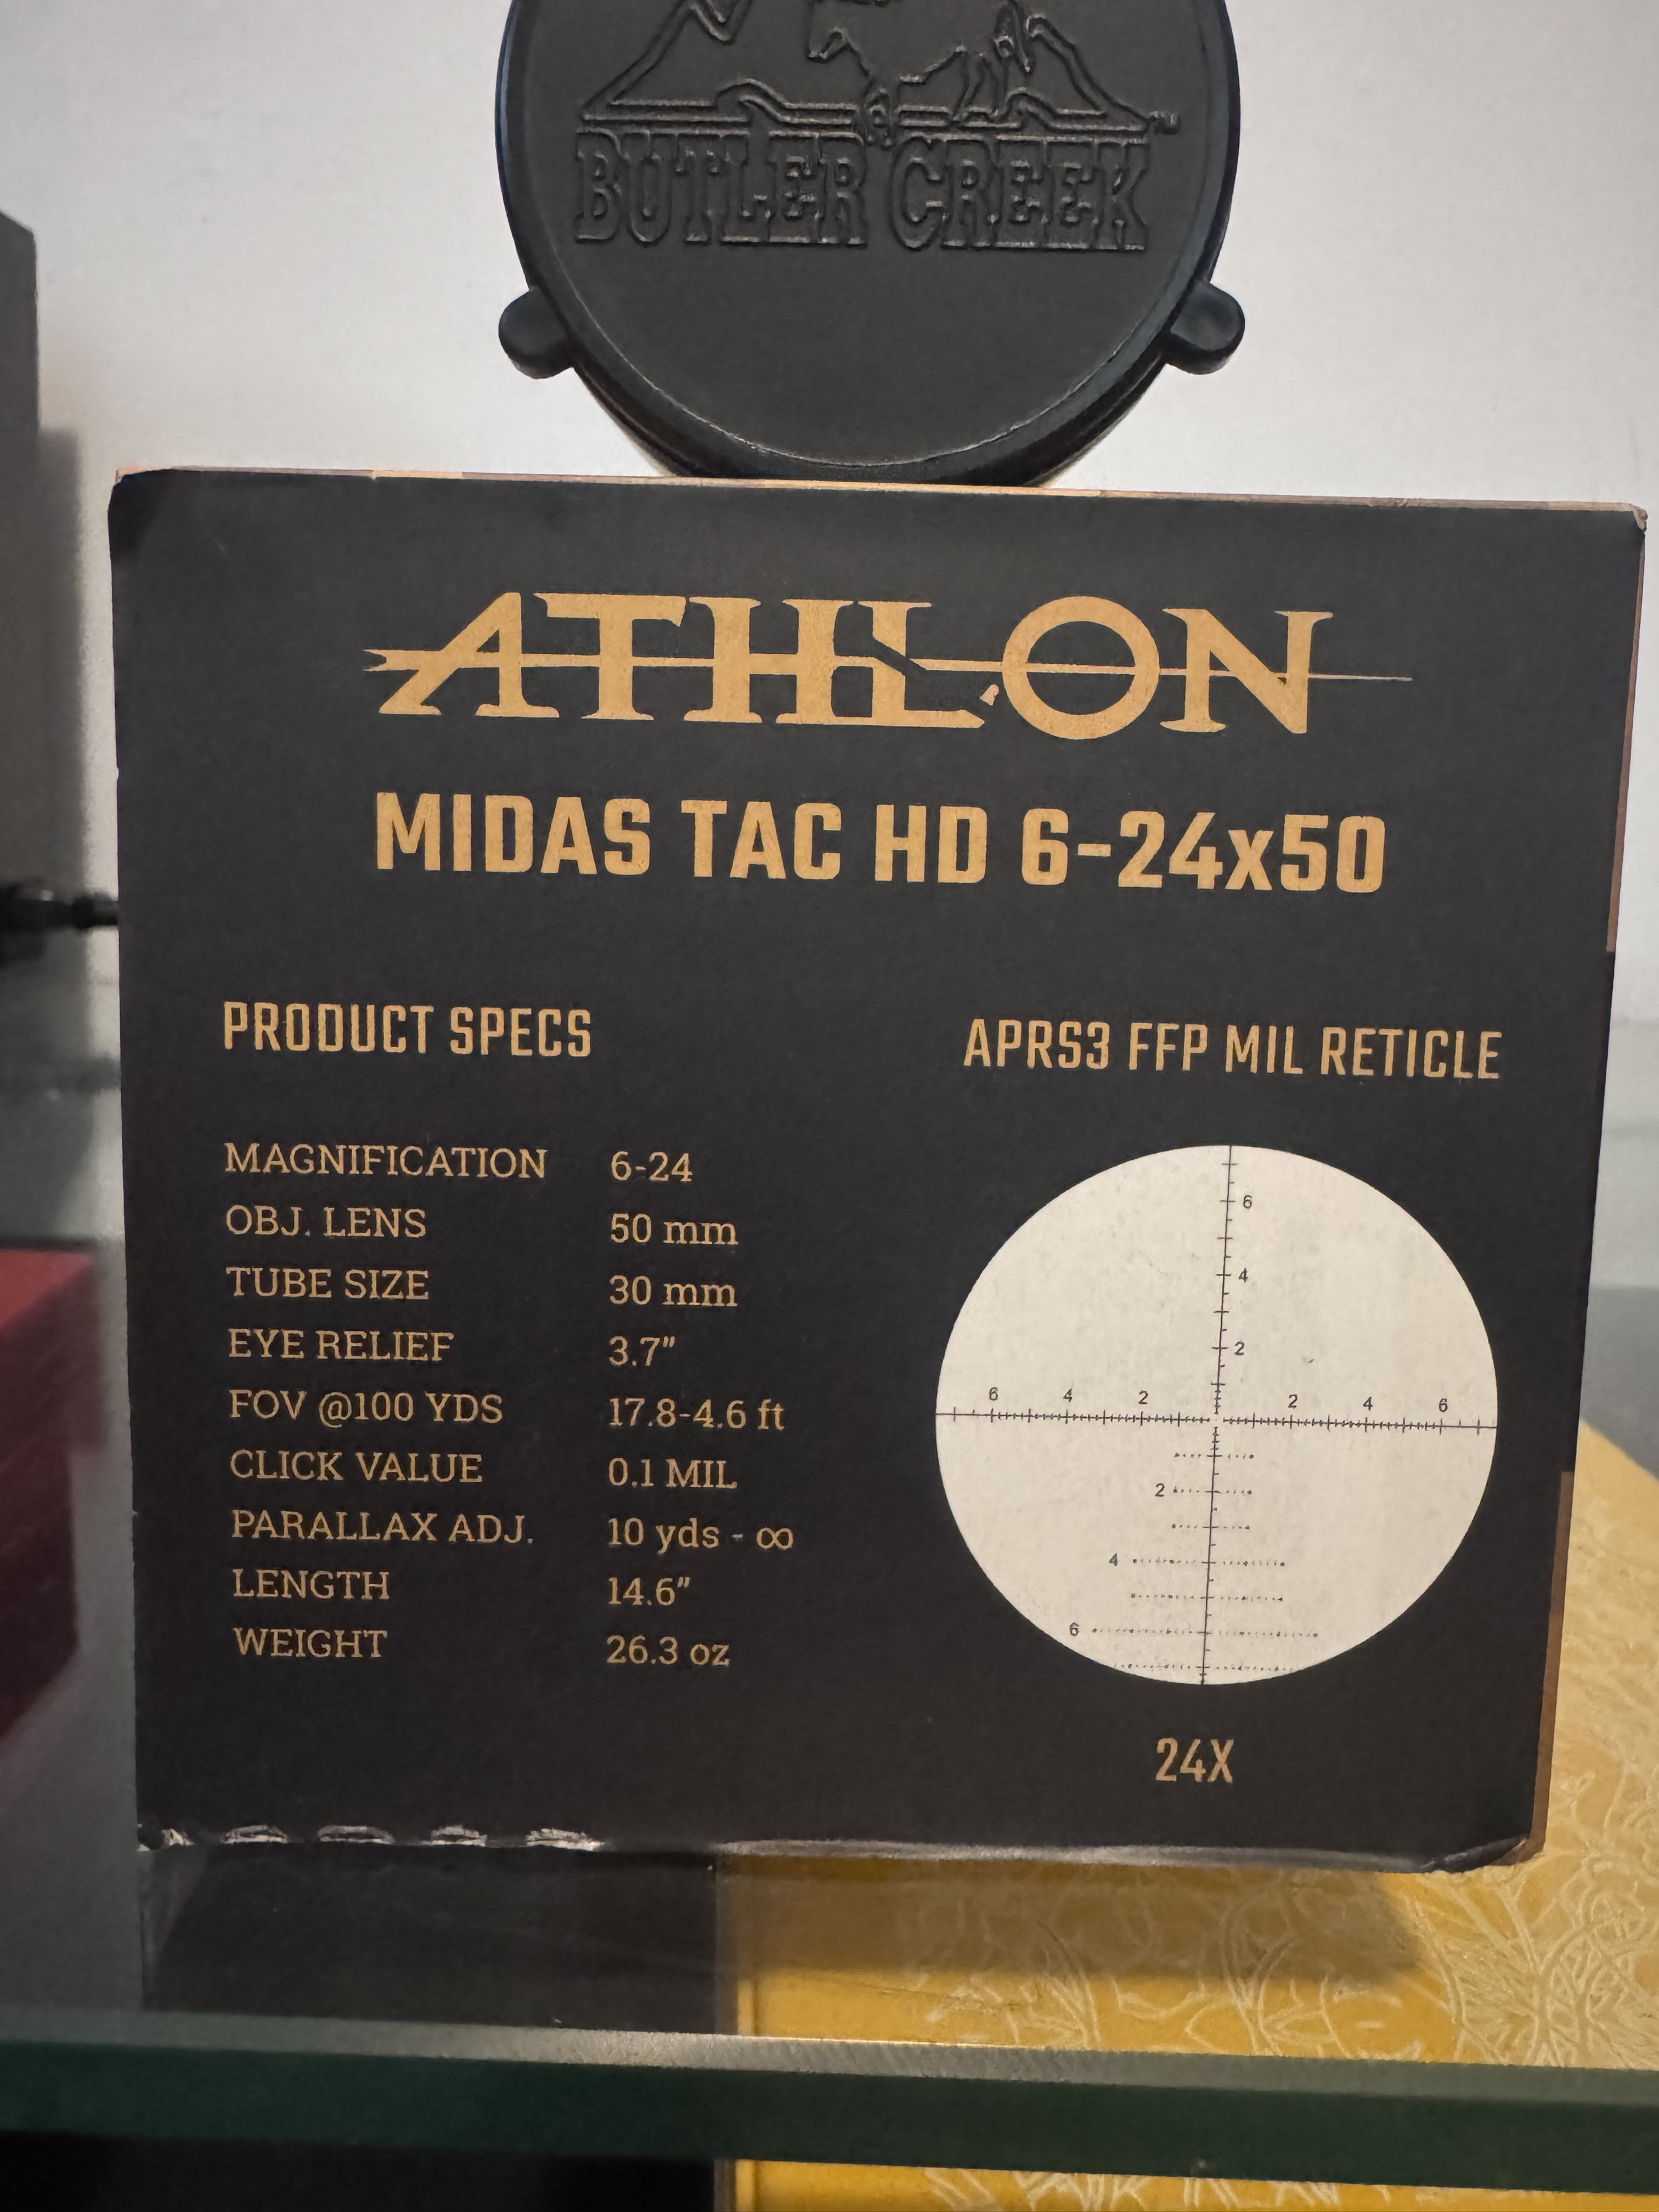 BUTLER CREEK
TM
ATHLON
MIDAS TAC HD 6-24x50
PRODUCT SPECS
MAGNIFICATION 6-24
OBJ. LENS 50 mm
TUBE SIZE 30 mm
EYE RELIEF 3.7"
FOV @100 YDS 17.8-4.6 ft
CLICK VALUE 0.1 MIL
PARALLAX ADJ. 10 yds - ∞
LENGTH 14.6"
WEIGHT 26.3 oz
APRS3 FFP MIL RETICLE
6
4
2
6 4 2 2 4 6
2
4
6
24X